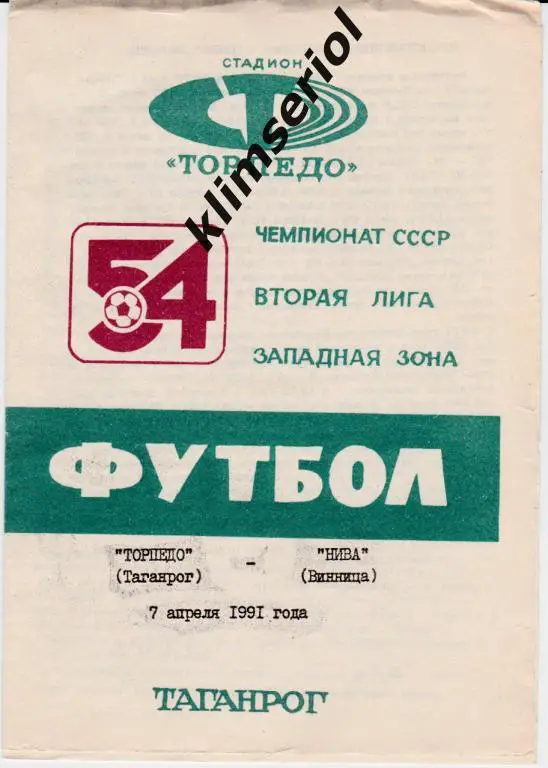 СТАДИОН
«ТОРПЕДО»
klimseriol
54
ЧЕМПИОНАТ СССР
ВТОРАЯ ЛИГА
ЗАПАДНАЯ ЗОНА
ФУТБОЛ
"ТОРПЕДО" - "НИВА"
(Таганрог) (Винница)
7 апреля 1991 года
ТАГАНРОГ